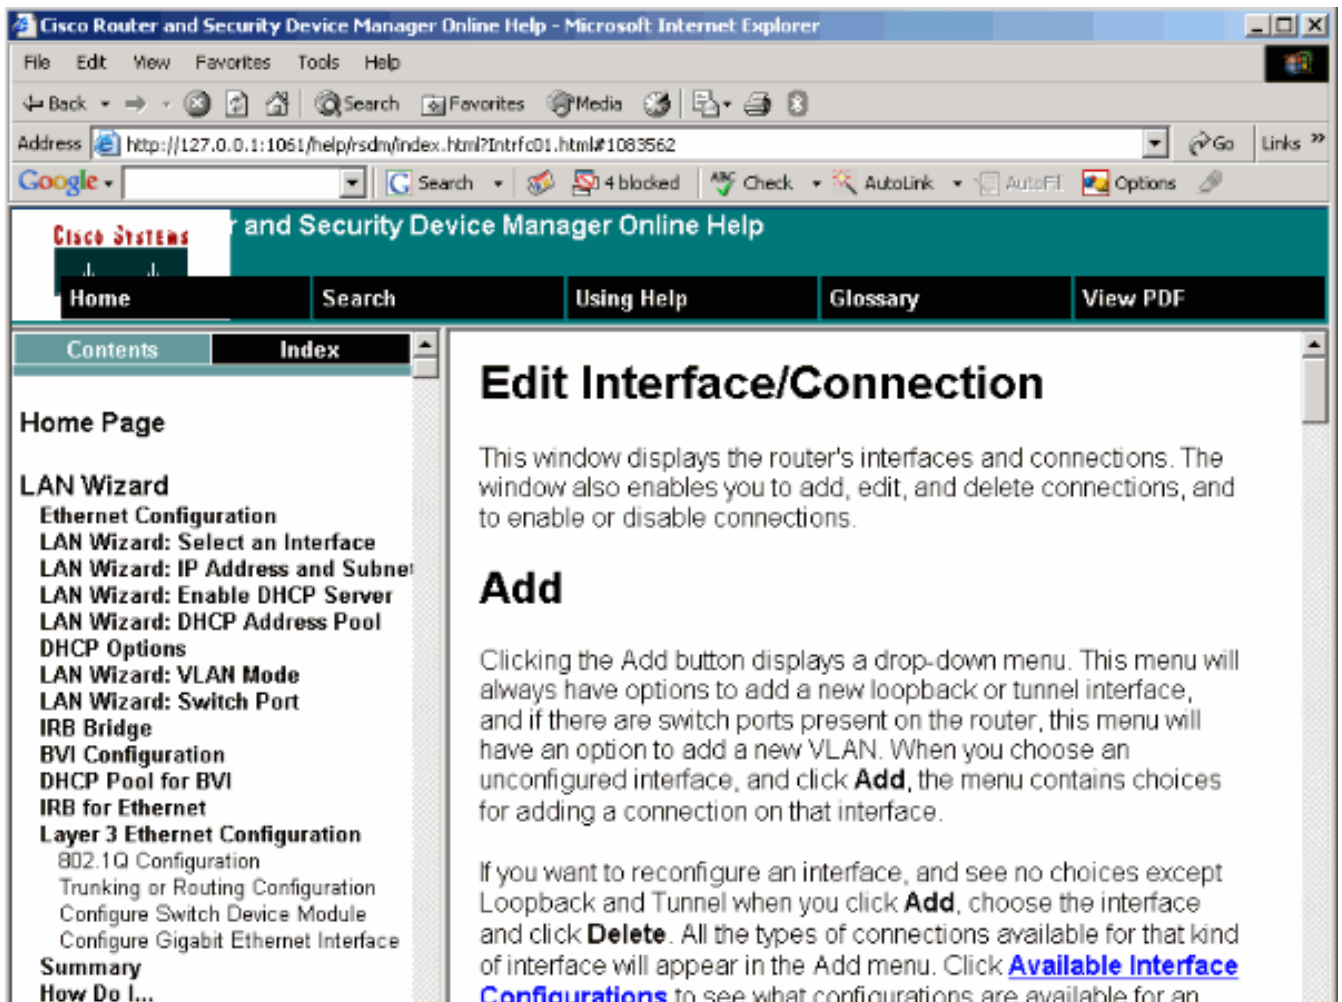 Cisco Router and Security Device Manager Online Help - Microsoft Internet Explorer
File Edit View Favorites Tools Help
Back Search Favorites Media
Address http://127.0.0.1:1061/help/rsdm/index.html?Intrfc01.html#1083562 Go Links »
Google Search 4 blocked ABC Check AutoLink AutoFill Options
CISCO SYSTEMS r and Security Device Manager Online Help
Home Search Using Help Glossary View PDF
Contents Index
Home Page
LAN Wizard
Ethernet Configuration
LAN Wizard: Select an Interface
LAN Wizard: IP Address and Subnet
LAN Wizard: Enable DHCP Server
LAN Wizard: DHCP Address Pool
DHCP Options
LAN Wizard: VLAN Mode
LAN Wizard: Switch Port
IRB Bridge
BVI Configuration
DHCP Pool for BVI
IRB for Ethernet
Layer 3 Ethernet Configuration
802.1Q Configuration
Trunking or Routing Configuration
Configure Switch Device Module
Configure Gigabit Ethernet Interface
Summary
How Do I...
Edit Interface/Connection
This window displays the router's interfaces and connections. The
window also enables you to add, edit, and delete connections, and
to enable or disable connections.
Add
Clicking the Add button displays a drop-down menu. This menu will
always have options to add a new loopback or tunnel interface,
and if there are switch ports present on the router, this menu will
have an option to add a new VLAN. When you choose an
unconfigured interface, and click Add, the menu contains choices
for adding a connection on that interface.
If you want to reconfigure an interface, and see no choices except
Loopback and Tunnel when you click Add, choose the interface
and click Delete. All the types of connections available for that kind
of interface will appear in the Add menu. Click Available Interface
Configurations to see what configurations are available for an